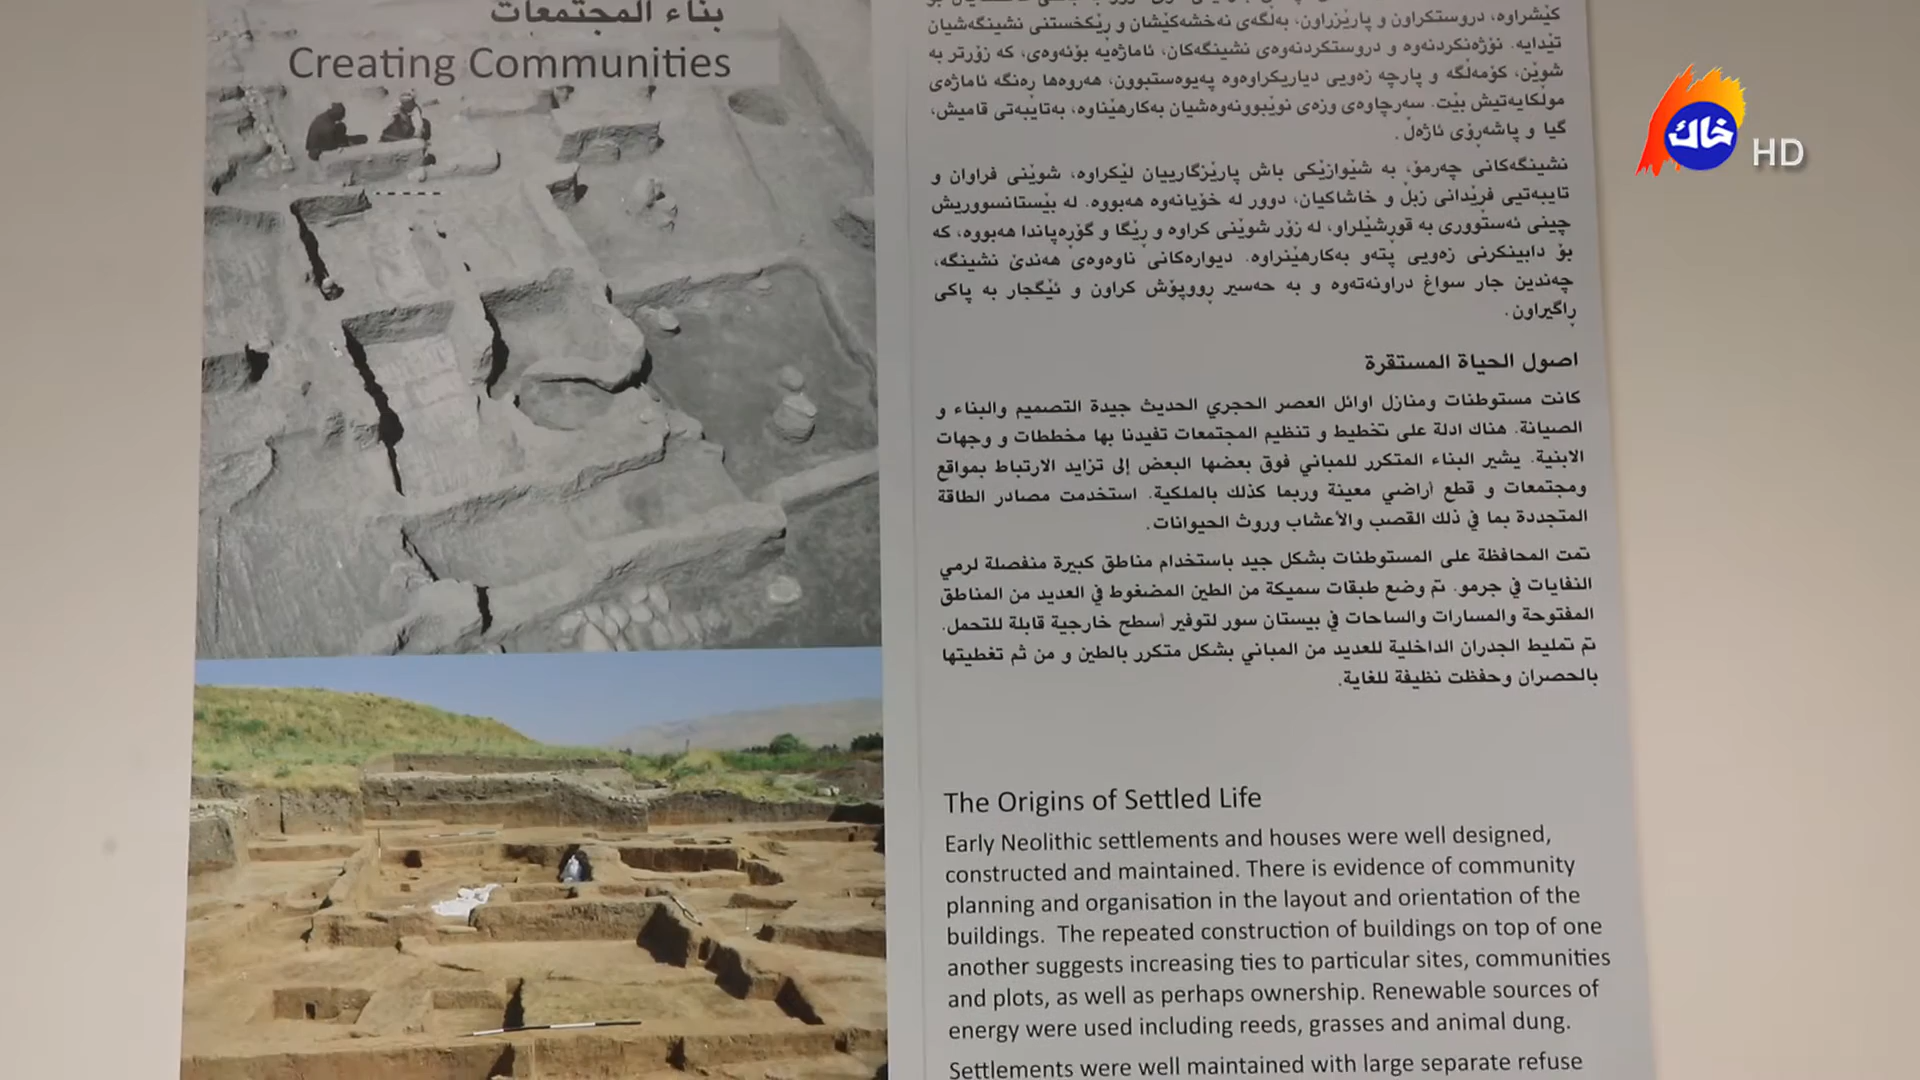 بناء المجتمعات
Creating Communities
كێشراوە، دروستکراون و پارێزراون، بەڵگەی نەخشەکێشان و ڕێکخستنی نشینگەشیان
تێدایە. نۆژەنکردنەوە و دروستکردنەوەی نشینگەکان، ئاماژەیە بۆئەوەی، کە زۆرتر بە
شوێن، کۆمەڵگە و پارچە زەویی دیاریکراوەوە پەیوەستبوون، هەروەها ڕەنگە ئاماژەی
موڵکایەتیش بێت. سەرچاوەی وزەی نوێبوونەوەشیان بەکارهێناوە، بەتایبەتی قامیش،
گیا و پاشەڕۆی ئاژەڵ.
نشینگەکانی چەرمۆ، بە شێوازێکی باش پارێزگارییان لێکراوە، شوێنی فراوان و
تایبەتیی فڕێدانی زبڵ و خاشاکیان، دوور لە خۆیانەوە هەبووە. لە بێستانسووریش
چینی ئەستووری بە قوڕشێلراو، لە زۆر شوێنی کراوە و ڕێگا و گۆڕەپاندا هەبووە، کە
بۆ دابینکرنی زەویی پتەو بەکارهێنراوە. دیوارەکانی ناوەوەی هەندێ نشینگە،
چەندین جار سواغ دراونەتەوە و بە حەسیر ڕووپۆش کراون و ئێگجار بە پاکی
ڕاگیراون.
اصول الحياة المستقرة
كانت مستوطنات ومنازل اوائل العصر الحجري الحديث جيدة التصميم والبناء و
الصيانة. هناك ادلة على تخطيط و تنظيم المجتمعات تفيدنا بها مخططات و وجهات
الابنية. يشير البناء المتكرر للمباني فوق بعضها البعض إلى تزايد الارتباط بمواقع
ومجتمعات و قطع أراضي معينة وربما كذلك بالملكية. استخدمت مصادر الطاقة
المتجددة بما في ذلك القصب والأعشاب وروث الحيوانات.
تمت المحافظة على المستوطنات بشكل جيد باستخدام مناطق كبيرة منفصلة لرمي
النفايات في جرمو. تم وضع طبقات سميكة من الطين المضغوط في العديد من المناطق
المفتوحة والمسارات والساحات في بيستان سور لتوفير أسطح خارجية قابلة للتحمل.
تم تمليط الجدران الداخلية للعديد من المباني بشكل متكرر بالطين و من ثم تغطيتها
بالحصران وحفظت نظيفة للغاية.
The Origins of Settled Life
Early Neolithic settlements and houses were well designed,
constructed and maintained. There is evidence of community
planning and organisation in the layout and orientation of the
buildings. The repeated construction of buildings on top of one
another suggests increasing ties to particular sites, communities
and plots, as well as perhaps ownership. Renewable sources of
energy were used including reeds, grasses and animal dung.
Settlements were well maintained with large separate refuse
خاك HD